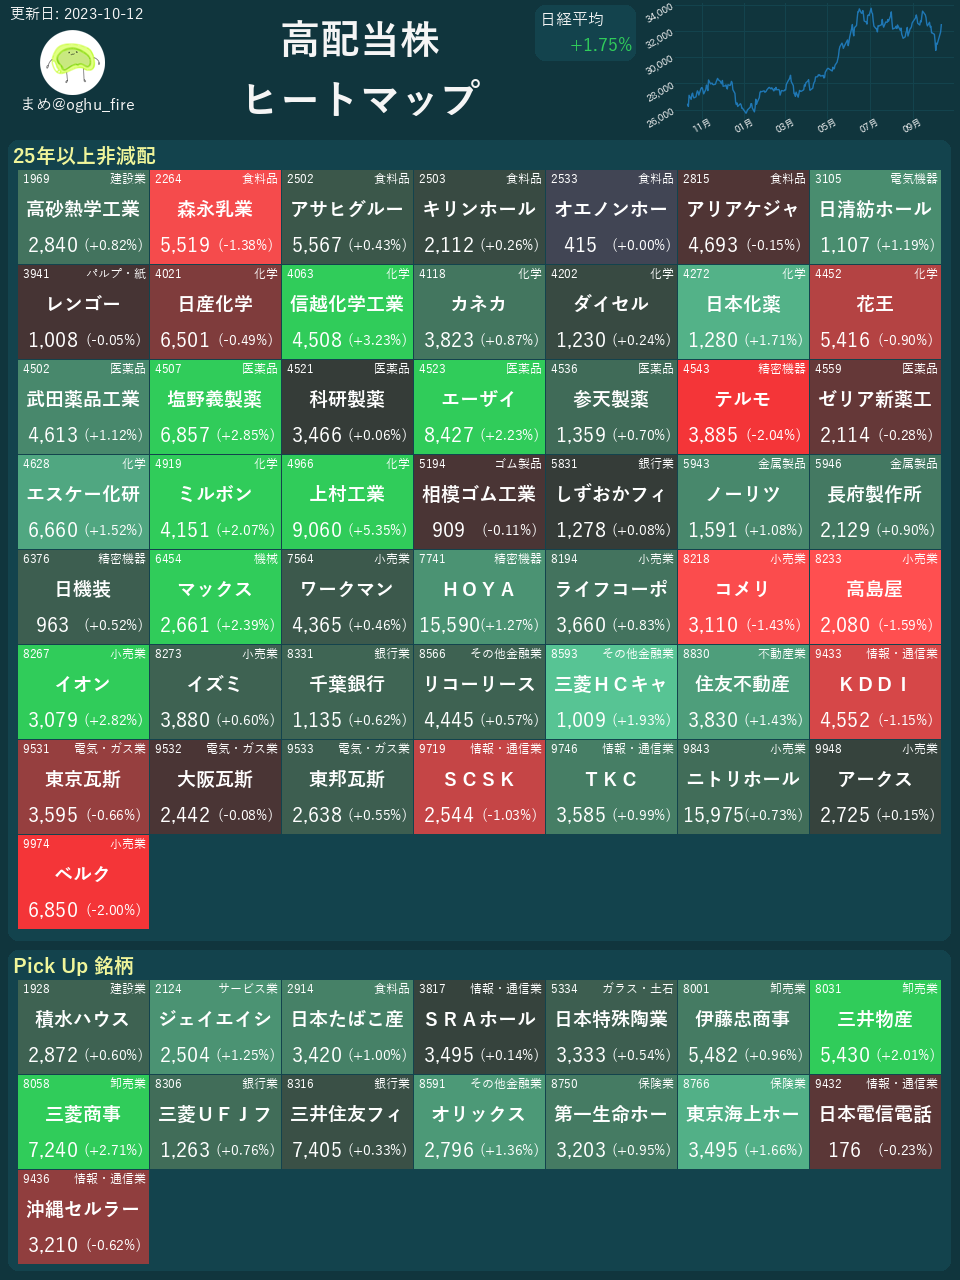 更新日: 2023-10-12
まめ@oghu_fire
高配当株
ヒートマップ
日経平均
+1.75%
34,000
32,000
30,000
28,000
26,000
11月 01月 03月 05月 07月 09月
25年以上非減配
1969 建設業 2264 食料品 2502 食料品 2503 食料品 2533 食料品 2815 食料品 3105 電気機器
高砂熱学工業 森永乳業 アサヒグルー キリンホール オエノンホー アリアケジャ 日清紡ホール
2,840 (+0.82%) 5,519 (-1.38%) 5,567 (+0.43%) 2,112 (+0.26%) 415 (+0.00%) 4,693 (-0.15%) 1,107 (+1.19%)
3941 パルプ・紙 4021 化学 4063 化学 4118 化学 4202 化学 4272 化学 4452 化学
レンゴー 日産化学 信越化学工業 カネカ ダイセル 日本化薬 花王
1,008 (-0.05%) 6,501 (-0.49%) 4,508 (+3.23%) 3,823 (+0.87%) 1,230 (+0.24%) 1,280 (+1.71%) 5,416 (-0.90%)
4502 医薬品 4507 医薬品 4521 医薬品 4523 医薬品 4536 医薬品 4543 精密機器 4559 医薬品
武田薬品工業 塩野義製薬 科研製薬 エーザイ 参天製薬 テルモ ゼリア新薬工
4,613 (+1.12%) 6,857 (+2.85%) 3,466 (+0.06%) 8,427 (+2.23%) 1,359 (+0.70%) 3,885 (-2.04%) 2,114 (-0.28%)
4628 化学 4919 化学 4966 化学 5194 ゴム製品 5831 銀行業 5943 金属製品 5946 金属製品
エスケー化研 ミルボン 上村工業 相模ゴム工業 しずおかフィ ノーリツ 長府製作所
6,660 (+1.52%) 4,151 (+2.07%) 9,060 (+5.35%) 909 (-0.11%) 1,278 (+0.08%) 1,591 (+1.08%) 2,129 (+0.90%)
6376 精密機器 6454 機械 7564 小売業 7741 精密機器 8194 小売業 8218 小売業 8233 小売業
日機装 マックス ワークマン ＨＯＹＡ ライフコーポ コメリ 高島屋
963 (+0.52%) 2,661 (+2.39%) 4,365 (+0.46%) 15,590(+1.27%) 3,660 (+0.83%) 3,110 (-1.43%) 2,080 (-1.59%)
8267 小売業 8273 小売業 8331 銀行業 8566 その他金融業 8593 その他金融業 8830 不動産業 9433 情報・通信業
イオン イズミ 千葉銀行 リコーリース 三菱ＨＣキャ 住友不動産 ＫＤＤＩ
3,079 (+2.82%) 3,880 (+0.60%) 1,135 (+0.62%) 4,445 (+0.57%) 1,009 (+1.93%) 3,830 (+1.43%) 4,552 (-1.15%)
9531 電気・ガス業 9532 電気・ガス業 9533 電気・ガス業 9719 情報・通信業 9746 情報・通信業 9843 小売業 9948 小売業
東京瓦斯 大阪瓦斯 東邦瓦斯 ＳＣＳＫ ＴＫＣ ニトリホール アークス
3,595 (-0.66%) 2,442 (-0.08%) 2,638 (+0.55%) 2,544 (-1.03%) 3,585 (+0.99%) 15,975(+0.73%) 2,725 (+0.15%)
9974 小売業
ベルク
6,850 (-2.00%)
Pick Up 銘柄
1928 建設業 2124 サービス業 2914 食料品 3817 情報・通信業 5334 ガラス・土石 8001 卸売業 8031 卸売業
積水ハウス ジェイエイシ 日本たばこ産 ＳＲＡホール 日本特殊陶業 伊藤忠商事 三井物産
2,872 (+0.60%) 2,504 (+1.25%) 3,420 (+1.00%) 3,495 (+0.14%) 3,333 (+0.54%) 5,482 (+0.96%) 5,430 (+2.01%)
8058 卸売業 8306 銀行業 8316 銀行業 8591 その他金融業 8750 保険業 8766 保険業 9432 情報・通信業
三菱商事 三菱ＵＦＪフ 三井住友フィ オリックス 第一生命ホー 東京海上ホー 日本電信電話
7,240 (+2.71%) 1,263 (+0.76%) 7,405 (+0.33%) 2,796 (+1.36%) 3,203 (+0.95%) 3,495 (+1.66%) 176 (-0.23%)
9436 情報・通信業
沖縄セルラー
3,210 (-0.62%)